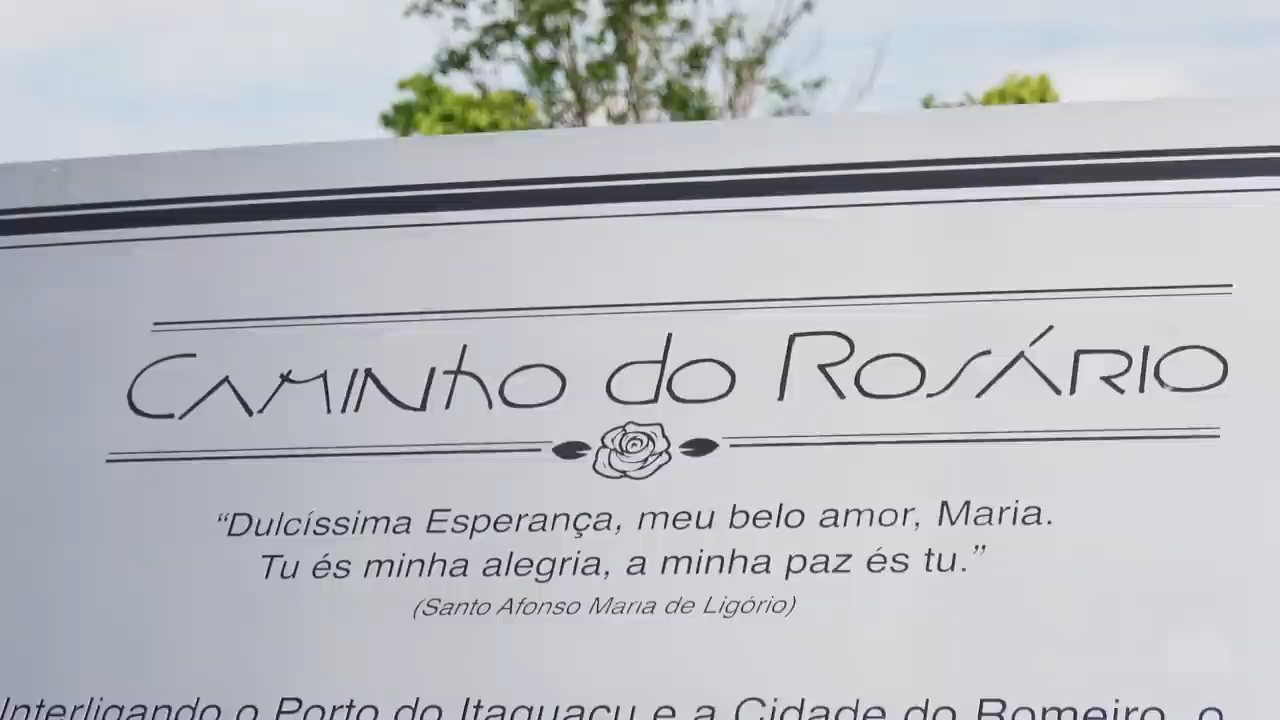 CAMINhO do ROSÁRIO
“Dulcíssima Esperança, meu belo amor, Maria.
Tu és minha alegria, a minha paz és tu.”
(Santo Afonso Maria de Ligório)
Interligando o Porto do Itaguaçu e a Cidade do Romeiro, o